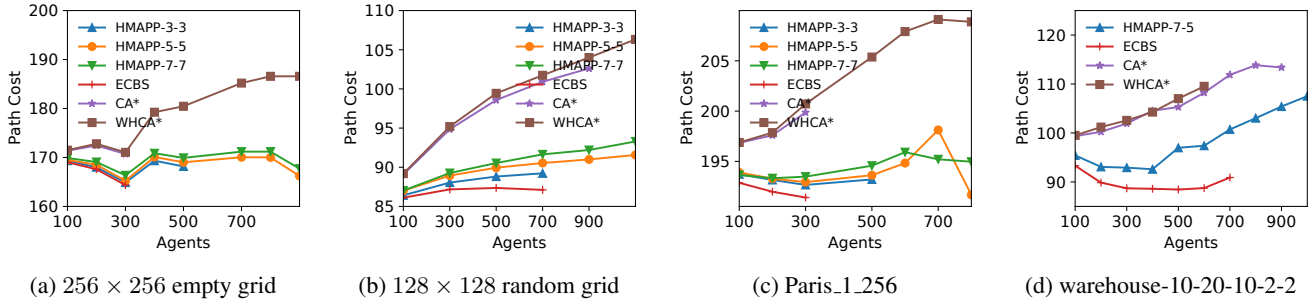 200
190
180
170
160
Path Cost
100
300
500
700
Agents
HMAPP-3-3
HMAPP-5-5
HMAPP-7-7
ECBS
CA*
WHCA*
(a) 256 × 256 empty grid
110
105
100
95
90
85
Path Cost
100
300
500
700
900
Agents
HMAPP-3-3
HMAPP-5-5
HMAPP-7-7
ECBS
CA*
WHCA*
(b) 128 × 128 random grid
205
200
195
Path Cost
100
300
500
700
900
Agents
HMAPP-3-3
HMAPP-5-5
HMAPP-7-7
ECBS
CA*
WHCA*
(c) Paris_1_256
120
110
100
90
Path Cost
100
300
500
700
900
Agents
HMAPP-7-5
ECBS
CA*
WHCA*
(d) warehouse-10-20-10-2-2